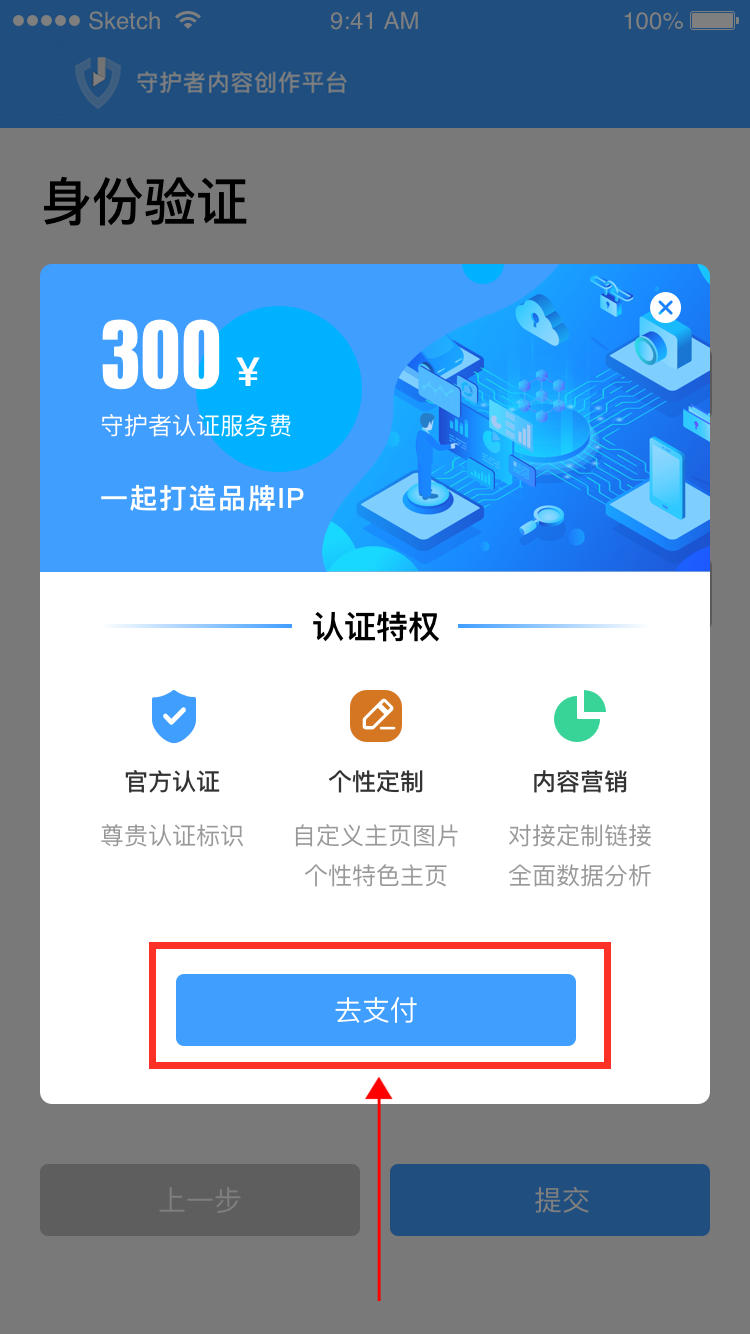 Sketch 9:41 AM 100%
守护者内容创作平台
身份验证
300 ¥
守护者认证服务费
一起打造品牌IP
认证特权
官方认证 个性定制 内容营销
尊贵认证标识 自定义主页图片 对接定制链接
个性特色主页 全面数据分析
去支付
上一步 提交